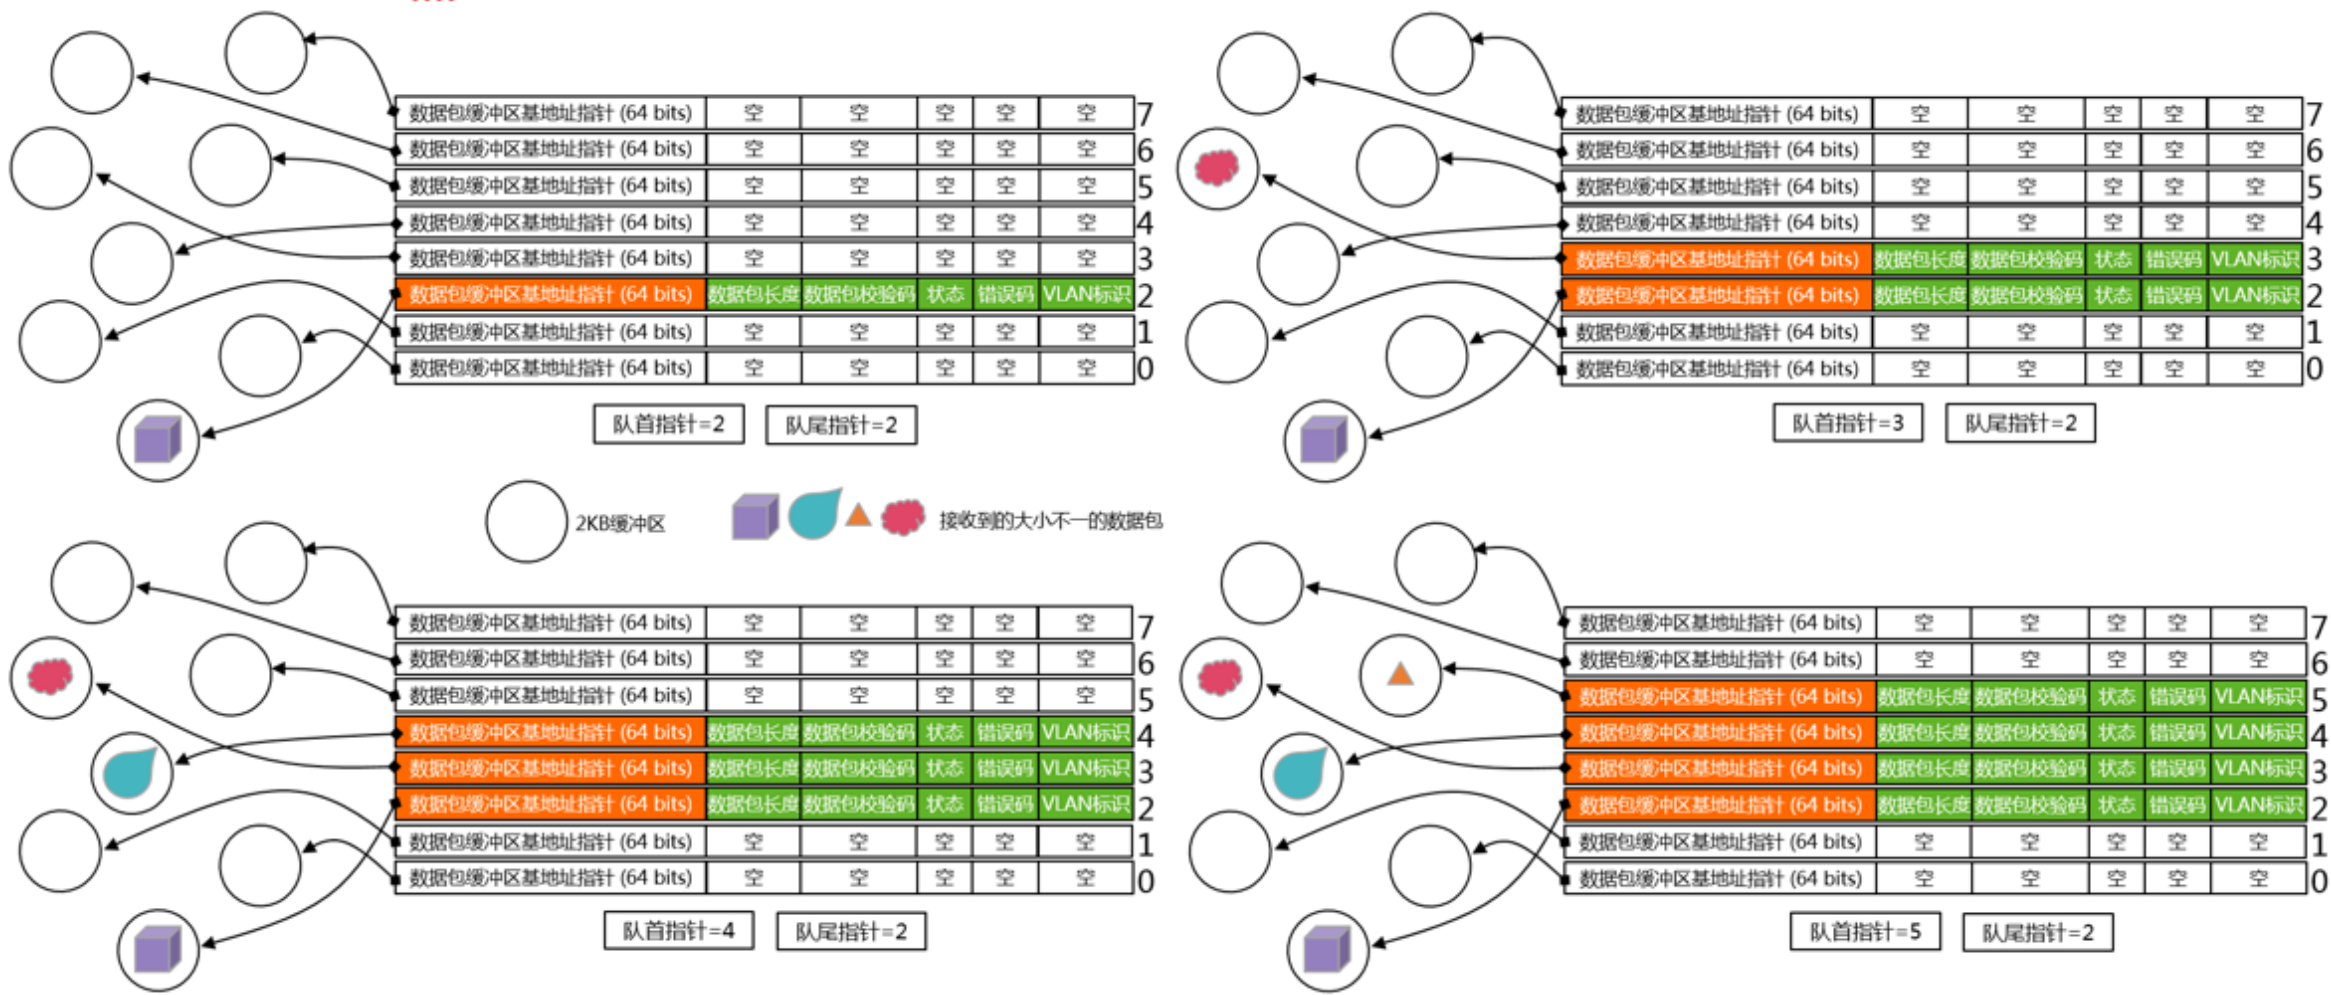 数据包缓冲区基地址指针 (64 bits) 空 空 空 空 空 7
数据包缓冲区基地址指针 (64 bits) 空 空 空 空 空 6
数据包缓冲区基地址指针 (64 bits) 空 空 空 空 空 5
数据包缓冲区基地址指针 (64 bits) 空 空 空 空 空 4
数据包缓冲区基地址指针 (64 bits) 空 空 空 空 空 3
数据包缓冲区基地址指针 (64 bits) 数据包长度 数据包校验码 状态 错误码 VLAN标识 2
数据包缓冲区基地址指针 (64 bits) 空 空 空 空 空 1
数据包缓冲区基地址指针 (64 bits) 空 空 空 空 空 0
队首指针=2 队尾指针=2
数据包缓冲区基地址指针 (64 bits) 空 空 空 空 空 7
数据包缓冲区基地址指针 (64 bits) 空 空 空 空 空 6
数据包缓冲区基地址指针 (64 bits) 空 空 空 空 空 5
数据包缓冲区基地址指针 (64 bits) 空 空 空 空 空 4
数据包缓冲区基地址指针 (64 bits) 数据包长度 数据包校验码 状态 错误码 VLAN标识 3
数据包缓冲区基地址指针 (64 bits) 数据包长度 数据包校验码 状态 错误码 VLAN标识 2
数据包缓冲区基地址指针 (64 bits) 空 空 空 空 空 1
数据包缓冲区基地址指针 (64 bits) 空 空 空 空 空 0
队首指针=3 队尾指针=2
2KB缓冲区 接收到的大小不一的数据包
数据包缓冲区基地址指针 (64 bits) 空 空 空 空 空 7
数据包缓冲区基地址指针 (64 bits) 空 空 空 空 空 6
数据包缓冲区基地址指针 (64 bits) 空 空 空 空 空 5
数据包缓冲区基地址指针 (64 bits) 数据包长度 数据包校验码 状态 错误码 VLAN标识 4
数据包缓冲区基地址指针 (64 bits) 数据包长度 数据包校验码 状态 错误码 VLAN标识 3
数据包缓冲区基地址指针 (64 bits) 数据包长度 数据包校验码 状态 错误码 VLAN标识 2
数据包缓冲区基地址指针 (64 bits) 空 空 空 空 空 1
数据包缓冲区基地址指针 (64 bits) 空 空 空 空 空 0
队首指针=4 队尾指针=2
数据包缓冲区基地址指针 (64 bits) 空 空 空 空 空 7
数据包缓冲区基地址指针 (64 bits) 空 空 空 空 空 6
数据包缓冲区基地址指针 (64 bits) 数据包长度 数据包校验码 状态 错误码 VLAN标识 5
数据包缓冲区基地址指针 (64 bits) 数据包长度 数据包校验码 状态 错误码 VLAN标识 4
数据包缓冲区基地址指针 (64 bits) 数据包长度 数据包校验码 状态 错误码 VLAN标识 3
数据包缓冲区基地址指针 (64 bits) 数据包长度 数据包校验码 状态 错误码 VLAN标识 2
数据包缓冲区基地址指针 (64 bits) 空 空 空 空 空 1
数据包缓冲区基地址指针 (64 bits) 空 空 空 空 空 0
队首指针=5 队尾指针=2